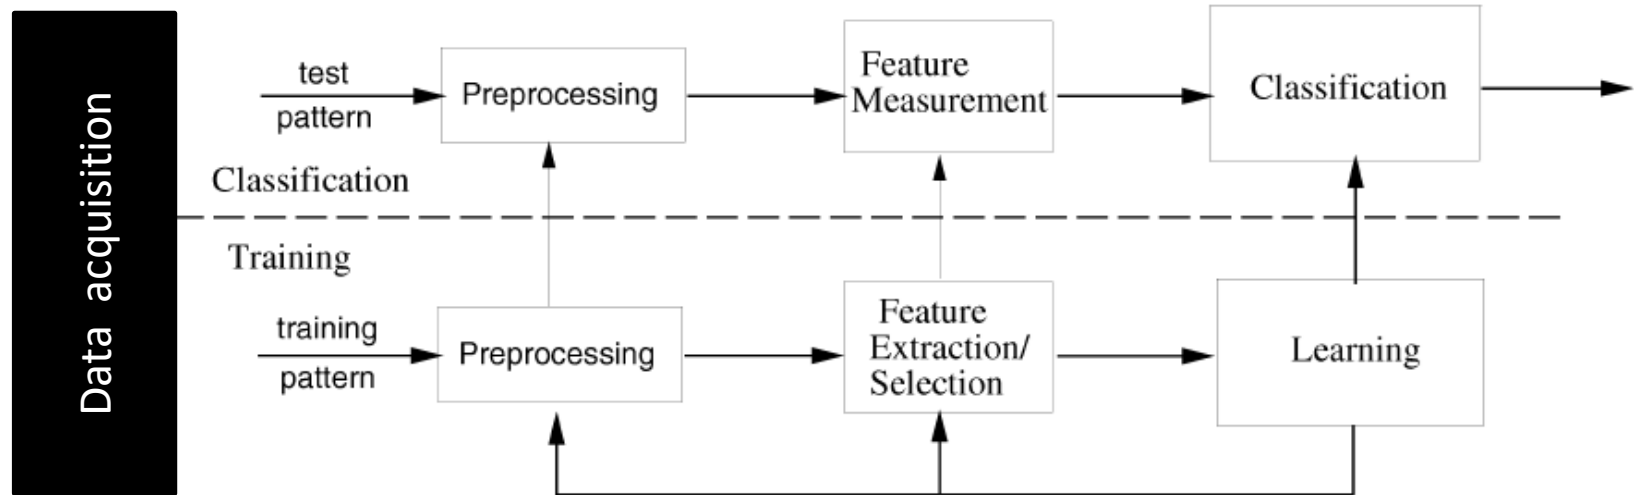 Data acquisition
test
pattern
Preprocessing
Feature
Measurement
Classification
Classification
Training
training
pattern
Preprocessing
Feature
Extraction/
Selection
Learning